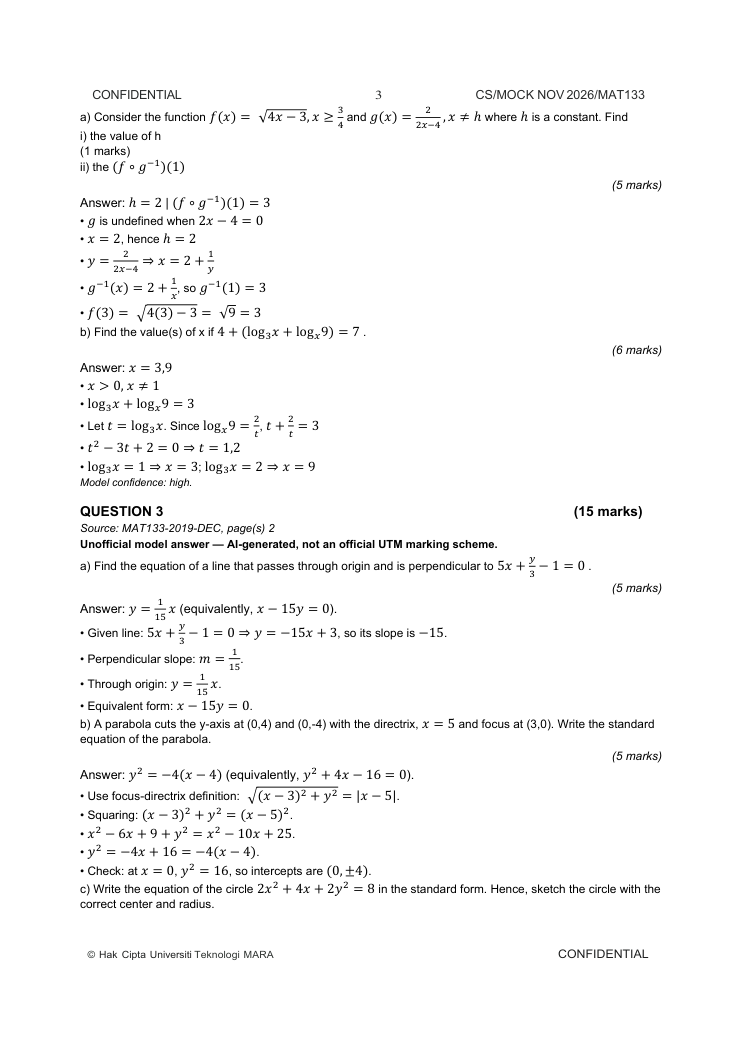 CONFIDENTIAL 3 CS/MOCK NOV 2026/MAT133
a) Consider the function f(x) = √(4x − 3), x ≥ 3/4 and g(x) = 2/(2x−4), x ≠ h where h is a constant. Find
i) the value of h
(1 marks)
ii) the (f ∘ g⁻¹)(1)
(5 marks)
Answer: h = 2 | (f ∘ g⁻¹)(1) = 3
• g is undefined when 2x − 4 = 0
• x = 2, hence h = 2
• y = 2/(2x−4) ⇒ x = 2 + 1/y
• g⁻¹(x) = 2 + 1/x, so g⁻¹(1) = 3
• f(3) = √(4(3) − 3) = √9 = 3
b) Find the value(s) of x if 4 + (log₃x + logₓ9) = 7 .
(6 marks)
Answer: x = 3,9
• x > 0, x ≠ 1
• log₃x + logₓ9 = 3
• Let t = log₃x. Since logₓ9 = 2/t, t + 2/t = 3
• t² − 3t + 2 = 0 ⇒ t = 1,2
• log₃x = 1 ⇒ x = 3; log₃x = 2 ⇒ x = 9
Model confidence: high.
QUESTION 3 (15 marks)
Source: MAT133-2019-DEC, page(s) 2
Unofficial model answer — AI-generated, not an official UTM marking scheme.
a) Find the equation of a line that passes through origin and is perpendicular to 5x + y/3 − 1 = 0 .
(5 marks)
Answer: y = 1/15 x (equivalently, x − 15y = 0).
• Given line: 5x + y/3 − 1 = 0 ⇒ y = −15x + 3, so its slope is −15.
• Perpendicular slope: m = 1/15.
• Through origin: y = 1/15 x.
• Equivalent form: x − 15y = 0.
b) A parabola cuts the y-axis at (0,4) and (0,-4) with the directrix, x = 5 and focus at (3,0). Write the standard
equation of the parabola.
(5 marks)
Answer: y² = −4(x − 4) (equivalently, y² + 4x − 16 = 0).
• Use focus-directrix definition: √((x − 3)² + y²) = |x − 5|.
• Squaring: (x − 3)² + y² = (x − 5)².
• x² − 6x + 9 + y² = x² − 10x + 25.
• y² = −4x + 16 = −4(x − 4).
• Check: at x = 0, y² = 16, so intercepts are (0, ±4).
c) Write the equation of the circle 2x² + 4x + 2y² = 8 in the standard form. Hence, sketch the circle with the
correct center and radius.
© Hak Cipta Universiti Teknologi MARA CONFIDENTIAL